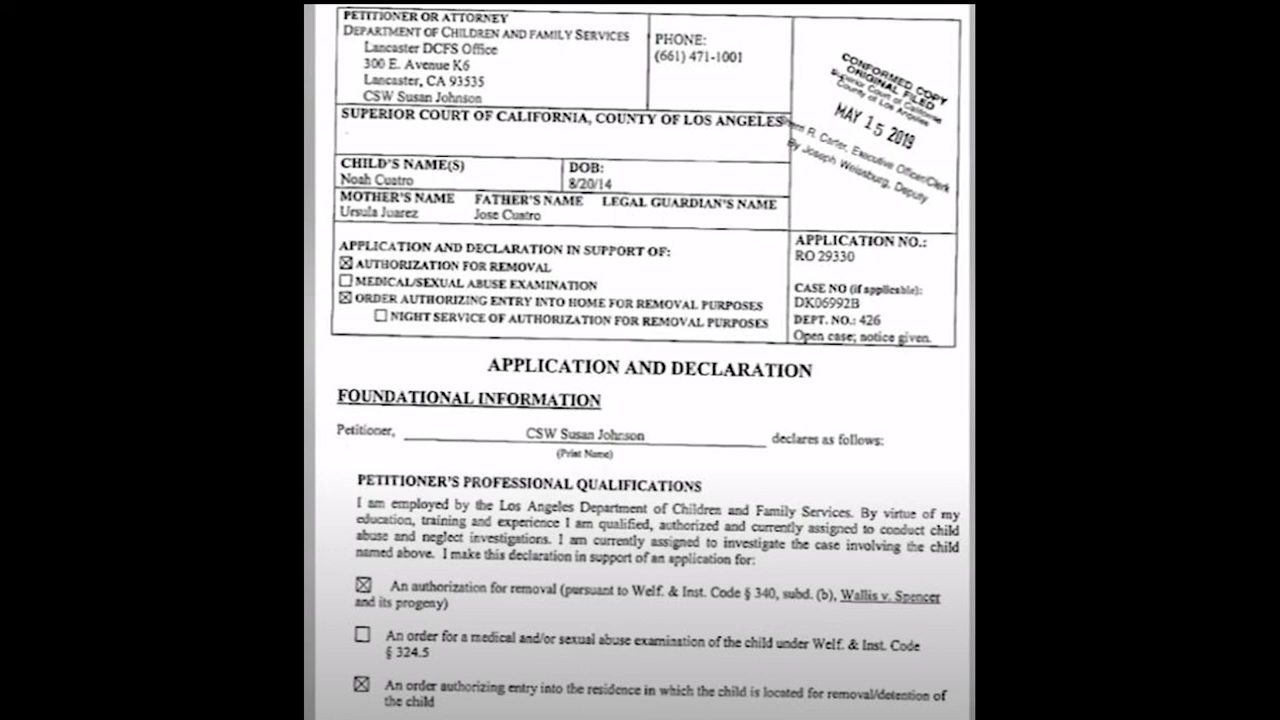 PETITIONER OR ATTORNEY
DEPARTMENT OF CHILDREN AND FAMILY SERVICES
Lancaster DCFS Office
300 E. Avenue K6
Lancaster, CA 93535
CSW Susan Johnson
PHONE:
(661) 471-1001
CONFORMED COPY
ORIGINAL FILED
Superior Court of California
County of Los Angeles
MAY 15 2019
R. Carter, Executive Officer/Clerk
By Joseph Weissburg, Deputy
SUPERIOR COURT OF CALIFORNIA, COUNTY OF LOS ANGELES
CHILD'S NAME(S)
Noah Cuatro
DOB:
8/20/14
MOTHER'S NAME FATHER'S NAME LEGAL GUARDIAN'S NAME
Ursula Juarez Jose Cuatro
APPLICATION AND DECLARATION IN SUPPORT OF:
☒ AUTHORIZATION FOR REMOVAL
☐ MEDICAL/SEXUAL ABUSE EXAMINATION
☒ ORDER AUTHORIZING ENTRY INTO HOME FOR REMOVAL PURPOSES
☐ NIGHT SERVICE OF AUTHORIZATION FOR REMOVAL PURPOSES
APPLICATION NO.:
RO 29330
CASE NO (if applicable):
DK06992B
DEPT. NO.: 426
Open case; notice given.
APPLICATION AND DECLARATION
FOUNDATIONAL INFORMATION
Petitioner, CSW Susan Johnson declares as follows:
(Print Name)
PETITIONER'S PROFESSIONAL QUALIFICATIONS
I am employed by the Los Angeles Department of Children and Family Services. By virtue of my
education, training and experience I am qualified, authorized and currently assigned to conduct child
abuse and neglect investigations. I am currently assigned to investigate the case involving the child
named above. I make this declaration in support of an application for:
☒ An authorization for removal (pursuant to Welf. & Inst. Code § 340, subd. (b), Wallis v. Spencer
and its progeny)
☐ An order for a medical and/or sexual abuse examination of the child under Welf. & Inst. Code
§ 324.5
☒ An order authorizing entry into the residence in which the child is located for removal/detention of
the child